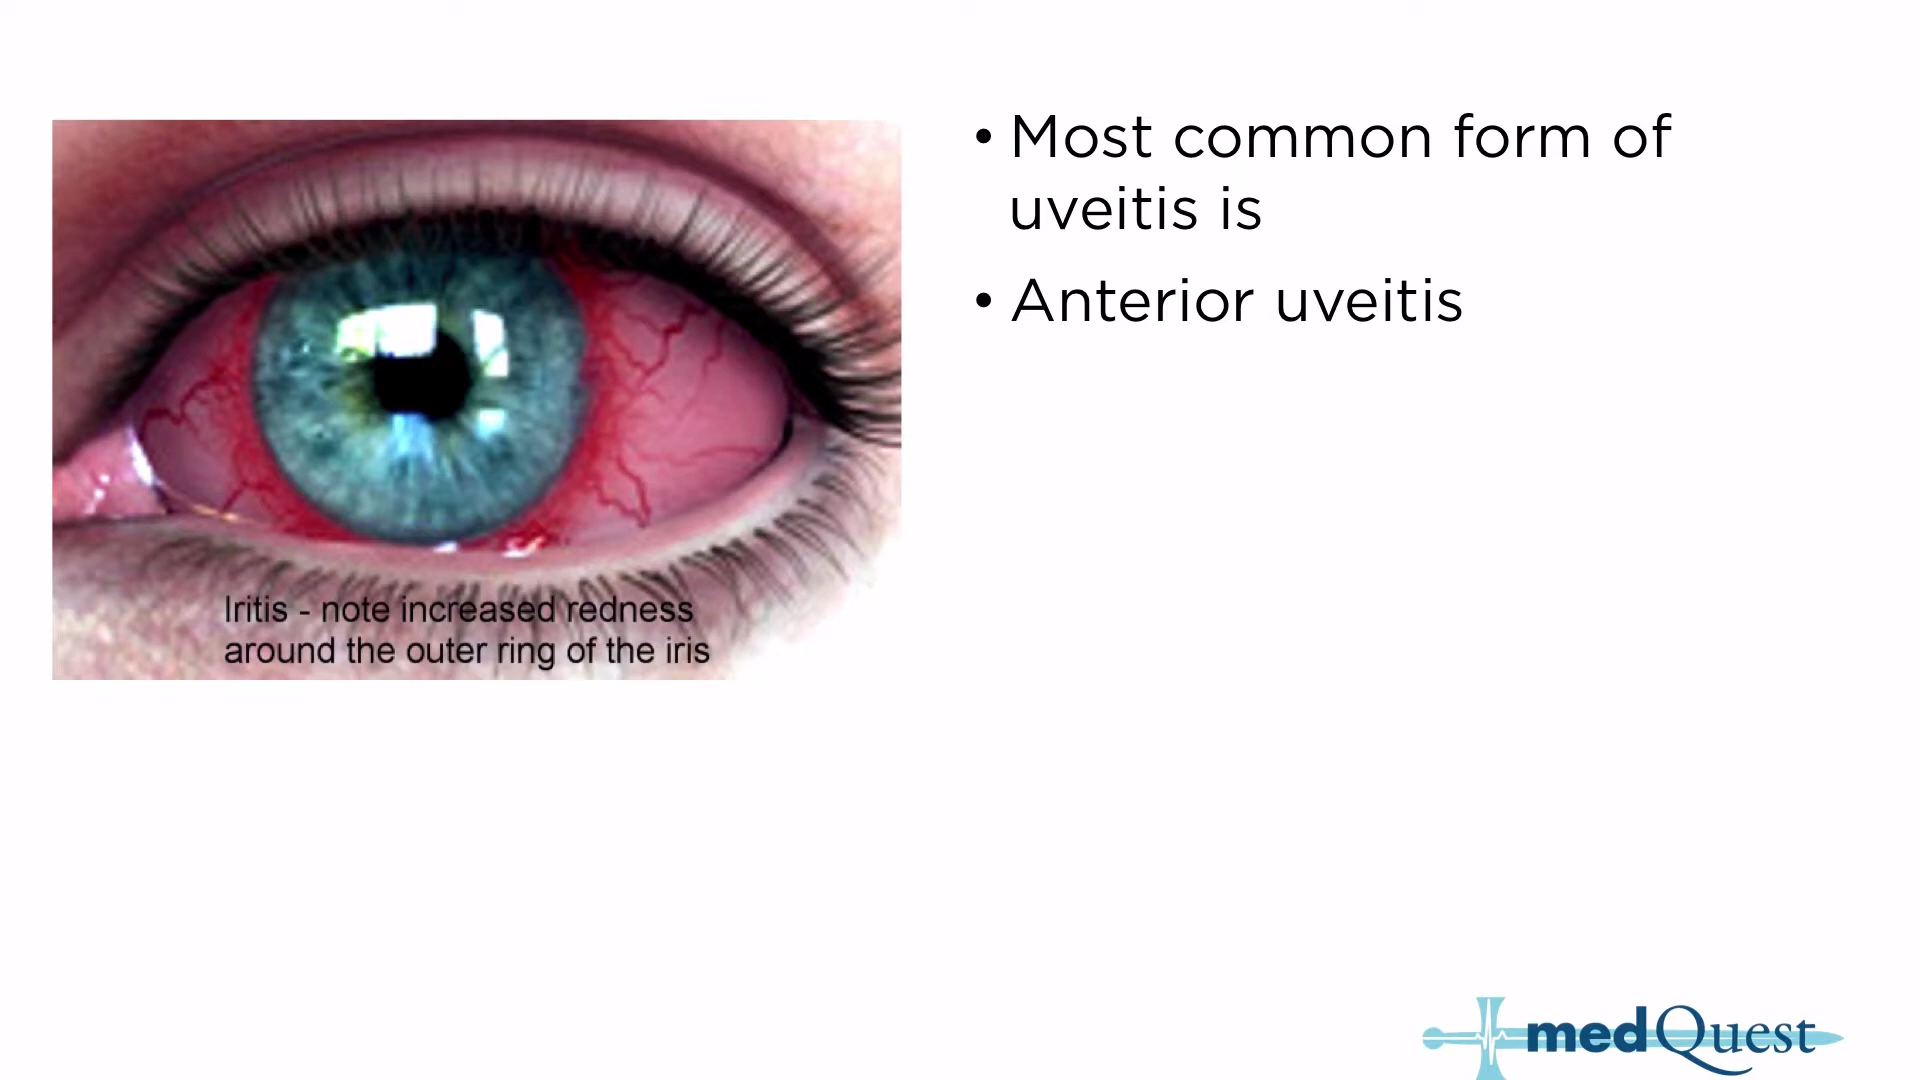 • Most common form of
uveitis is
• Anterior uveitis
Iritis - note increased redness
around the outer ring of the iris
medQuest